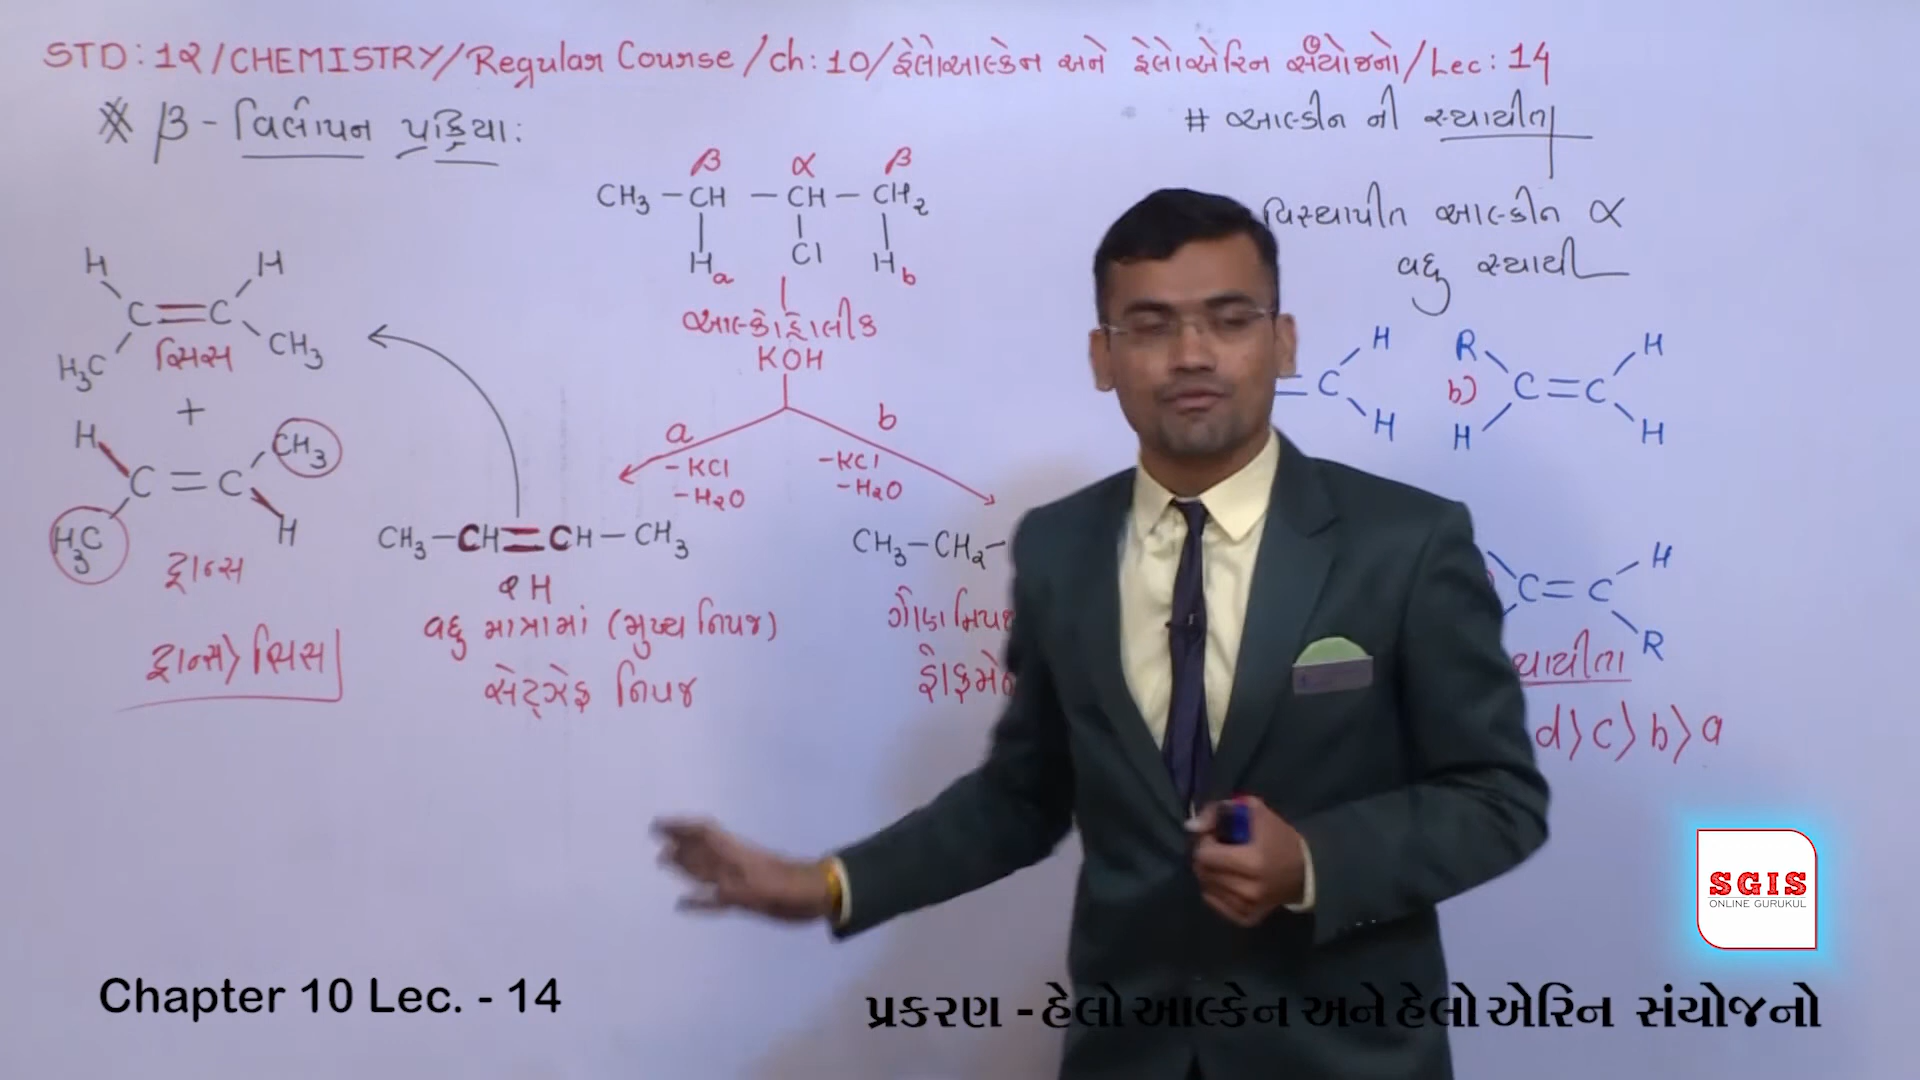 STD: 12/CHEMISTRY/Regular Course/ch: 10/હેલોઆલ્કેન અને હેલોએરિન સંયોજનો/Lec: 14
β - વિલોપન પ્રક્રિયા:
# આલ્કીન ની સ્થાયીતા
β α β
CH3 - CH - CH - CH2
Ha Cl Hb
વિસ્થાપીત આલ્કીન α
વધુ સ્થાયી
આલ્કોહોલીક
KOH
a
-KCl
-H2O
b
-KCl
-H2O
H H
C = C
H3C સિસ CH3
+
H CH3
C = C
H3C H
ટ્રાન્સ
ટ્રાન્સ > સિસ
CH3-CH=CH-CH3
વધુ માત્રામાં (મુખ્ય નિપજ)
સેટ્ઝેફ નિપજ
CH3-CH2-
ગૌણ નિપજ
H
C
H
R H
b) C = C
H H
H
C = C
R
d > c > b > a
SGIS
ONLINE GURUKUL
Chapter 10 Lec. - 14
પ્રકરણ - હેલો આલ્કેન અને હેલો એરિન સંયોજનો